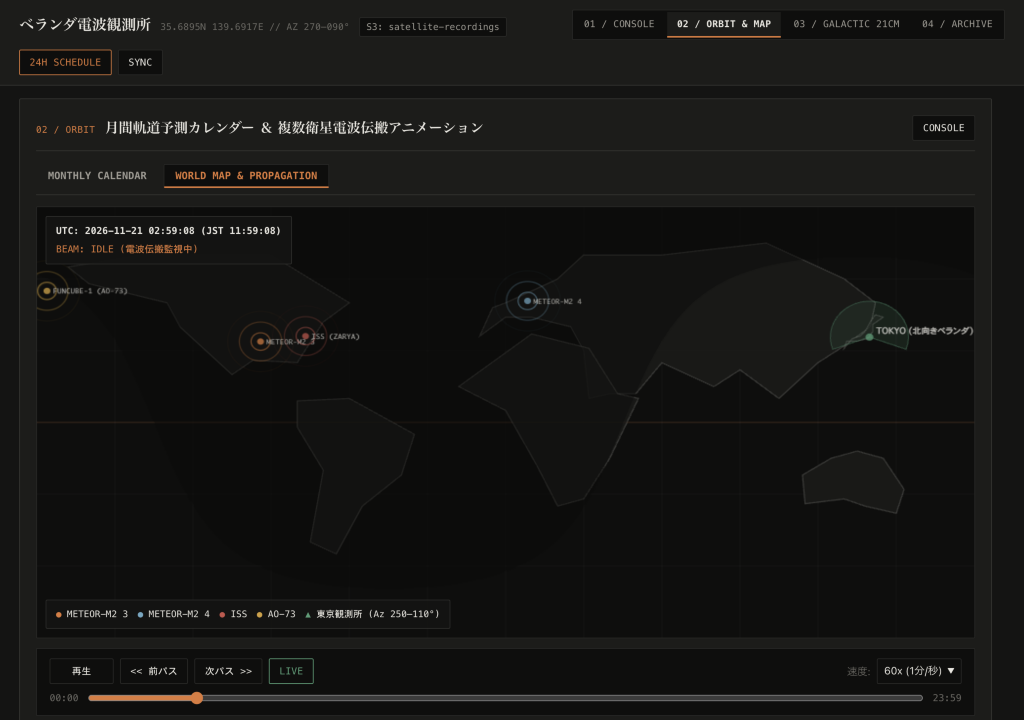 ベランダ電波観測所 35.6895N 139.6917E // AZ 270–090° S3: satellite-recordings
01 / CONSOLE 02 / ORBIT & MAP 03 / GALACTIC 21CM 04 / ARCHIVE
24H SCHEDULE SYNC
02 / ORBIT 月間軌道予測カレンダー & 複数衛星電波伝搬アニメーション CONSOLE
MONTHLY CALENDAR WORLD MAP & PROPAGATION
UTC: 2026-11-21 02:59:08 (JST 11:59:08)
BEAM: IDLE (電波伝搬監視中)
FUNCUBE-1 (AO-73)
METEOR-M2 4
TOKYO (北向きベランダ)
METEOR-M2 3
ISS (ZARYA)
METEOR-M2 3 METEOR-M2 4 ISS AO-73 東京観測所 (Az 250–110°)
再生 << 前パス 次パス >> LIVE 速度: 60x (1分/秒) ▼
00:00 23:59